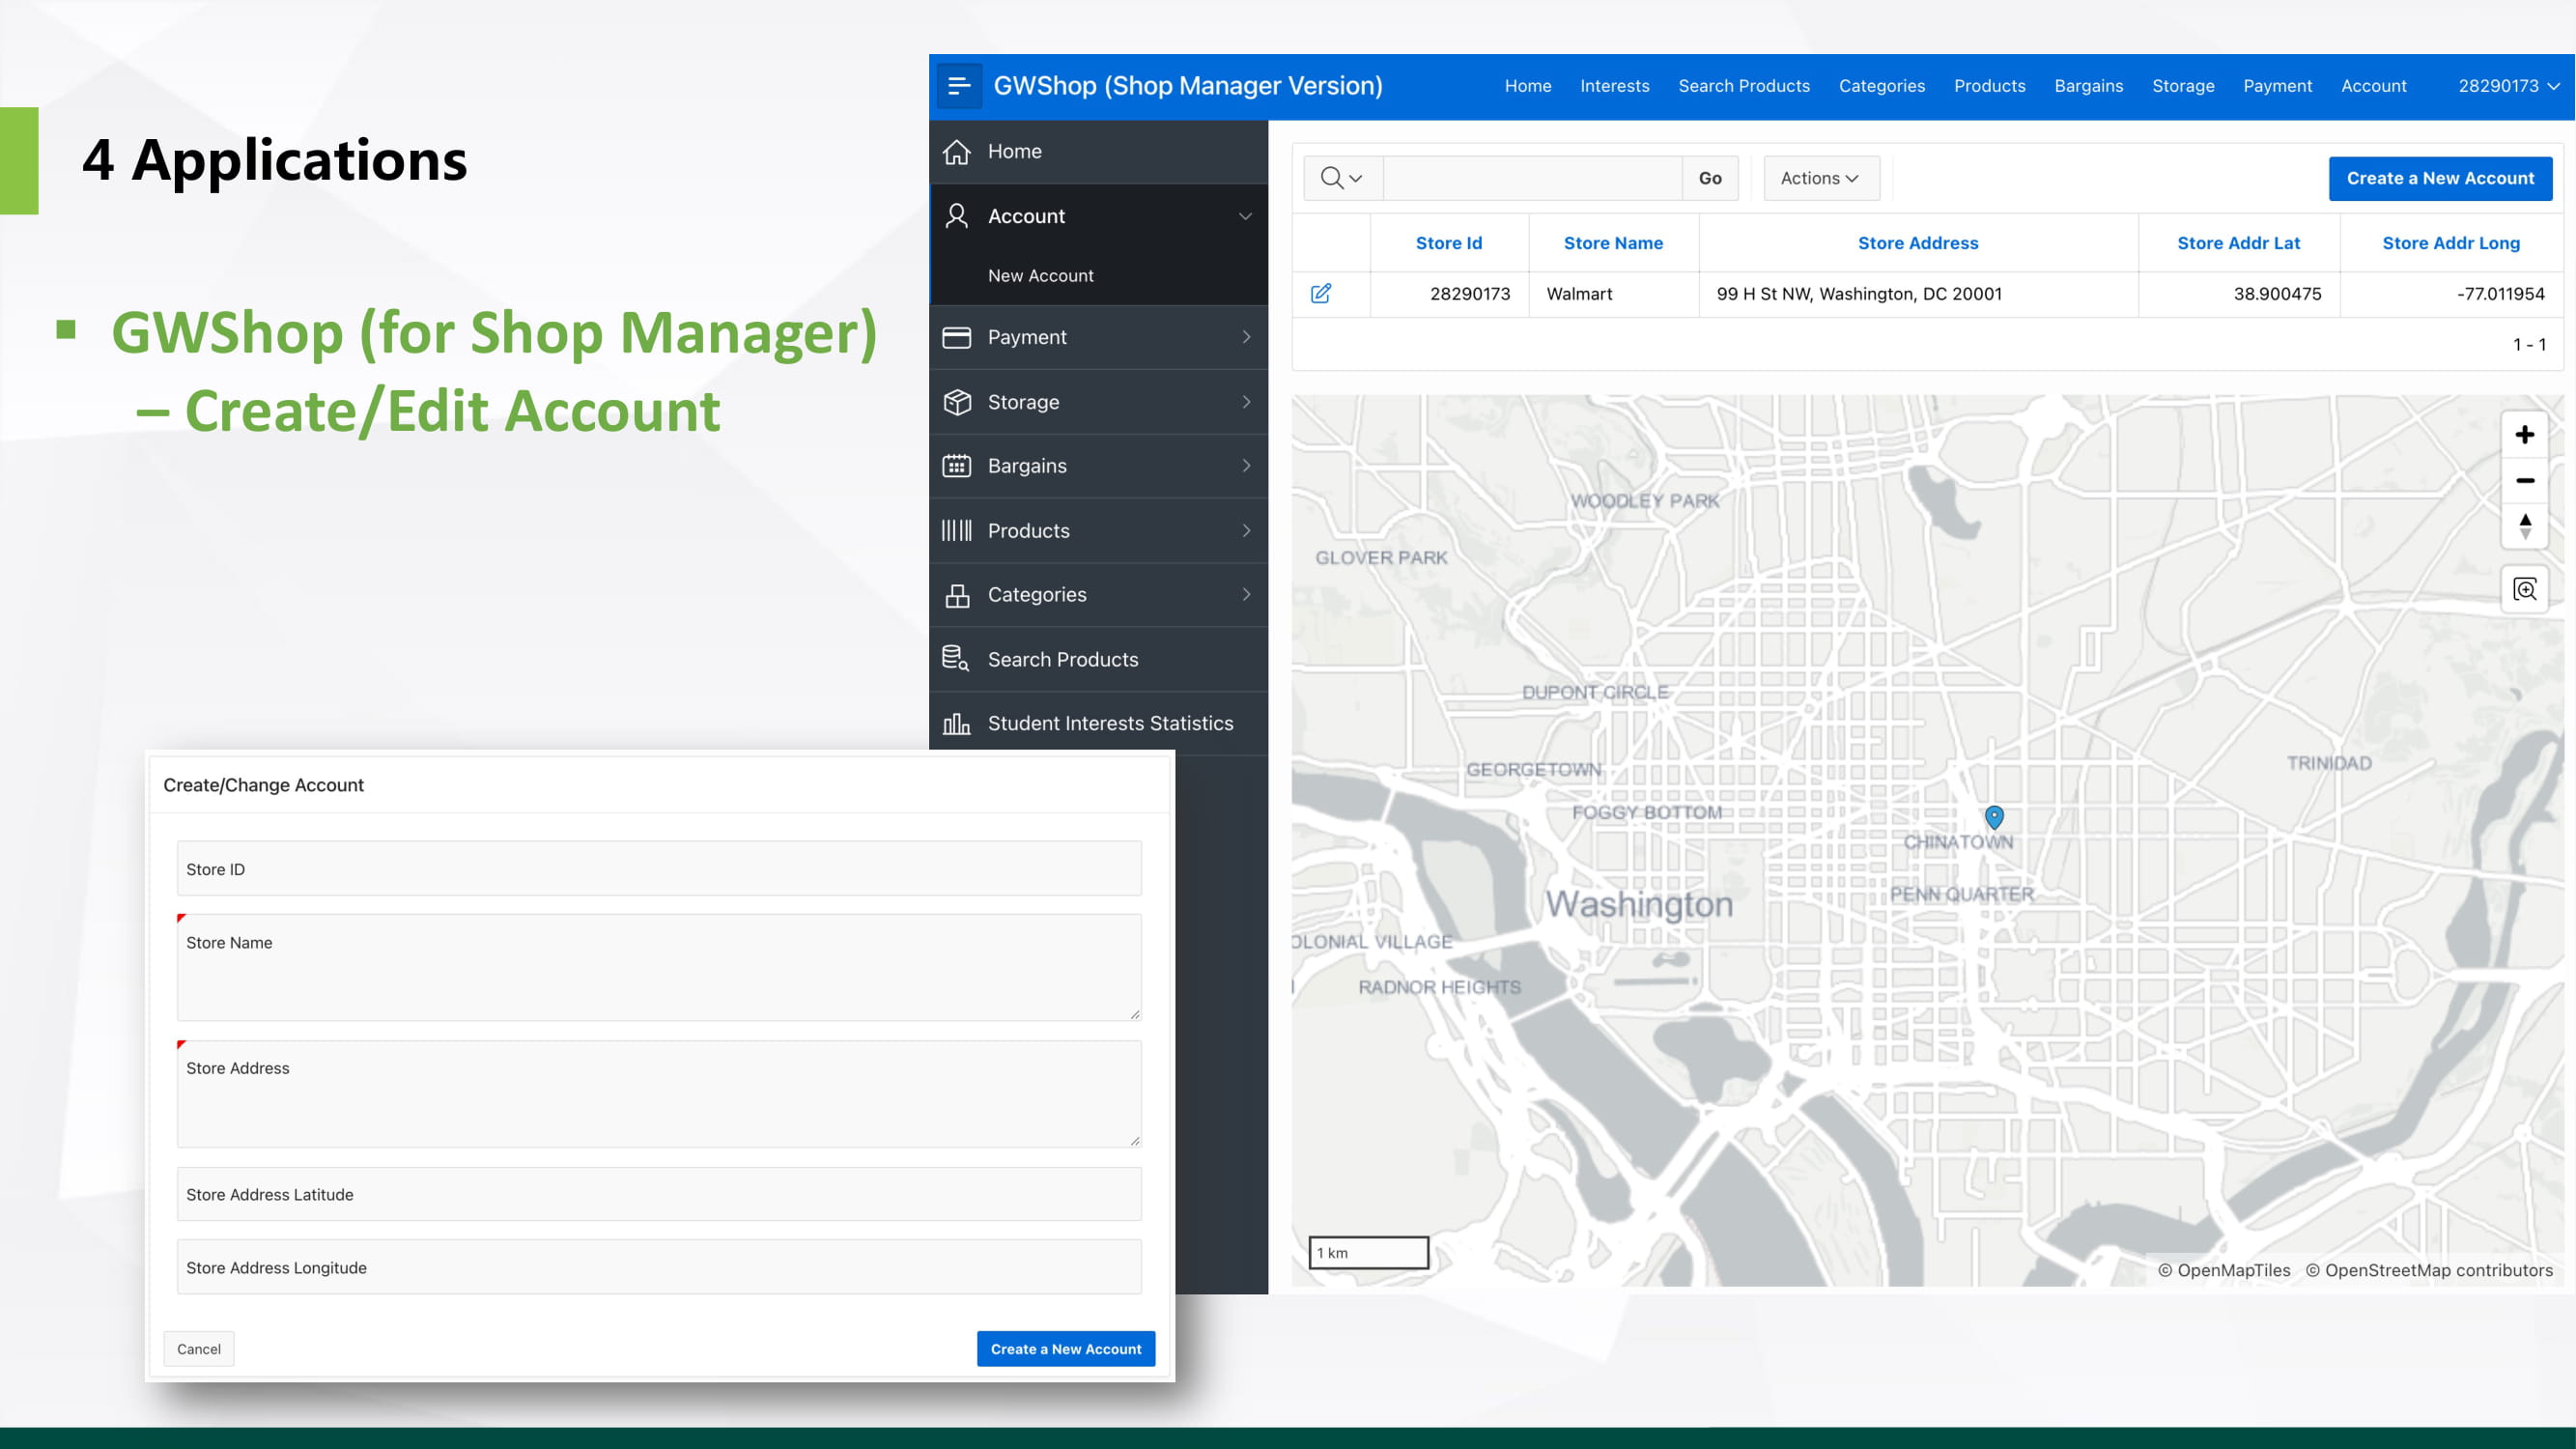 4 Applications
▪ GWShop (for Shop Manager)
– Create/Edit Account
GWShop (Shop Manager Version)
Home Interests Search Products Categories Products Bargains Storage Payment Account 28290173
Home
Account
New Account
Payment
Storage
Bargains
Products
Categories
Search Products
Student Interests Statistics
Go Actions Create a New Account
Store Id Store Name Store Address Store Addr Lat Store Addr Long
28290173 Walmart 99 H St NW, Washington, DC 20001 38.900475 -77.011954
1 - 1
WOODLEY PARK
GLOVER PARK
DUPONT CIRCLE
GEORGETOWN
TRINIDAD
FOGGY BOTTOM
CHINATOWN
PENN QUARTER
Washington
OLONIAL VILLAGE
RADNOR HEIGHTS
1 km
© OpenMapTiles © OpenStreetMap contributors
Create/Change Account
Store ID
Store Name
Store Address
Store Address Latitude
Store Address Longitude
Cancel Create a New Account